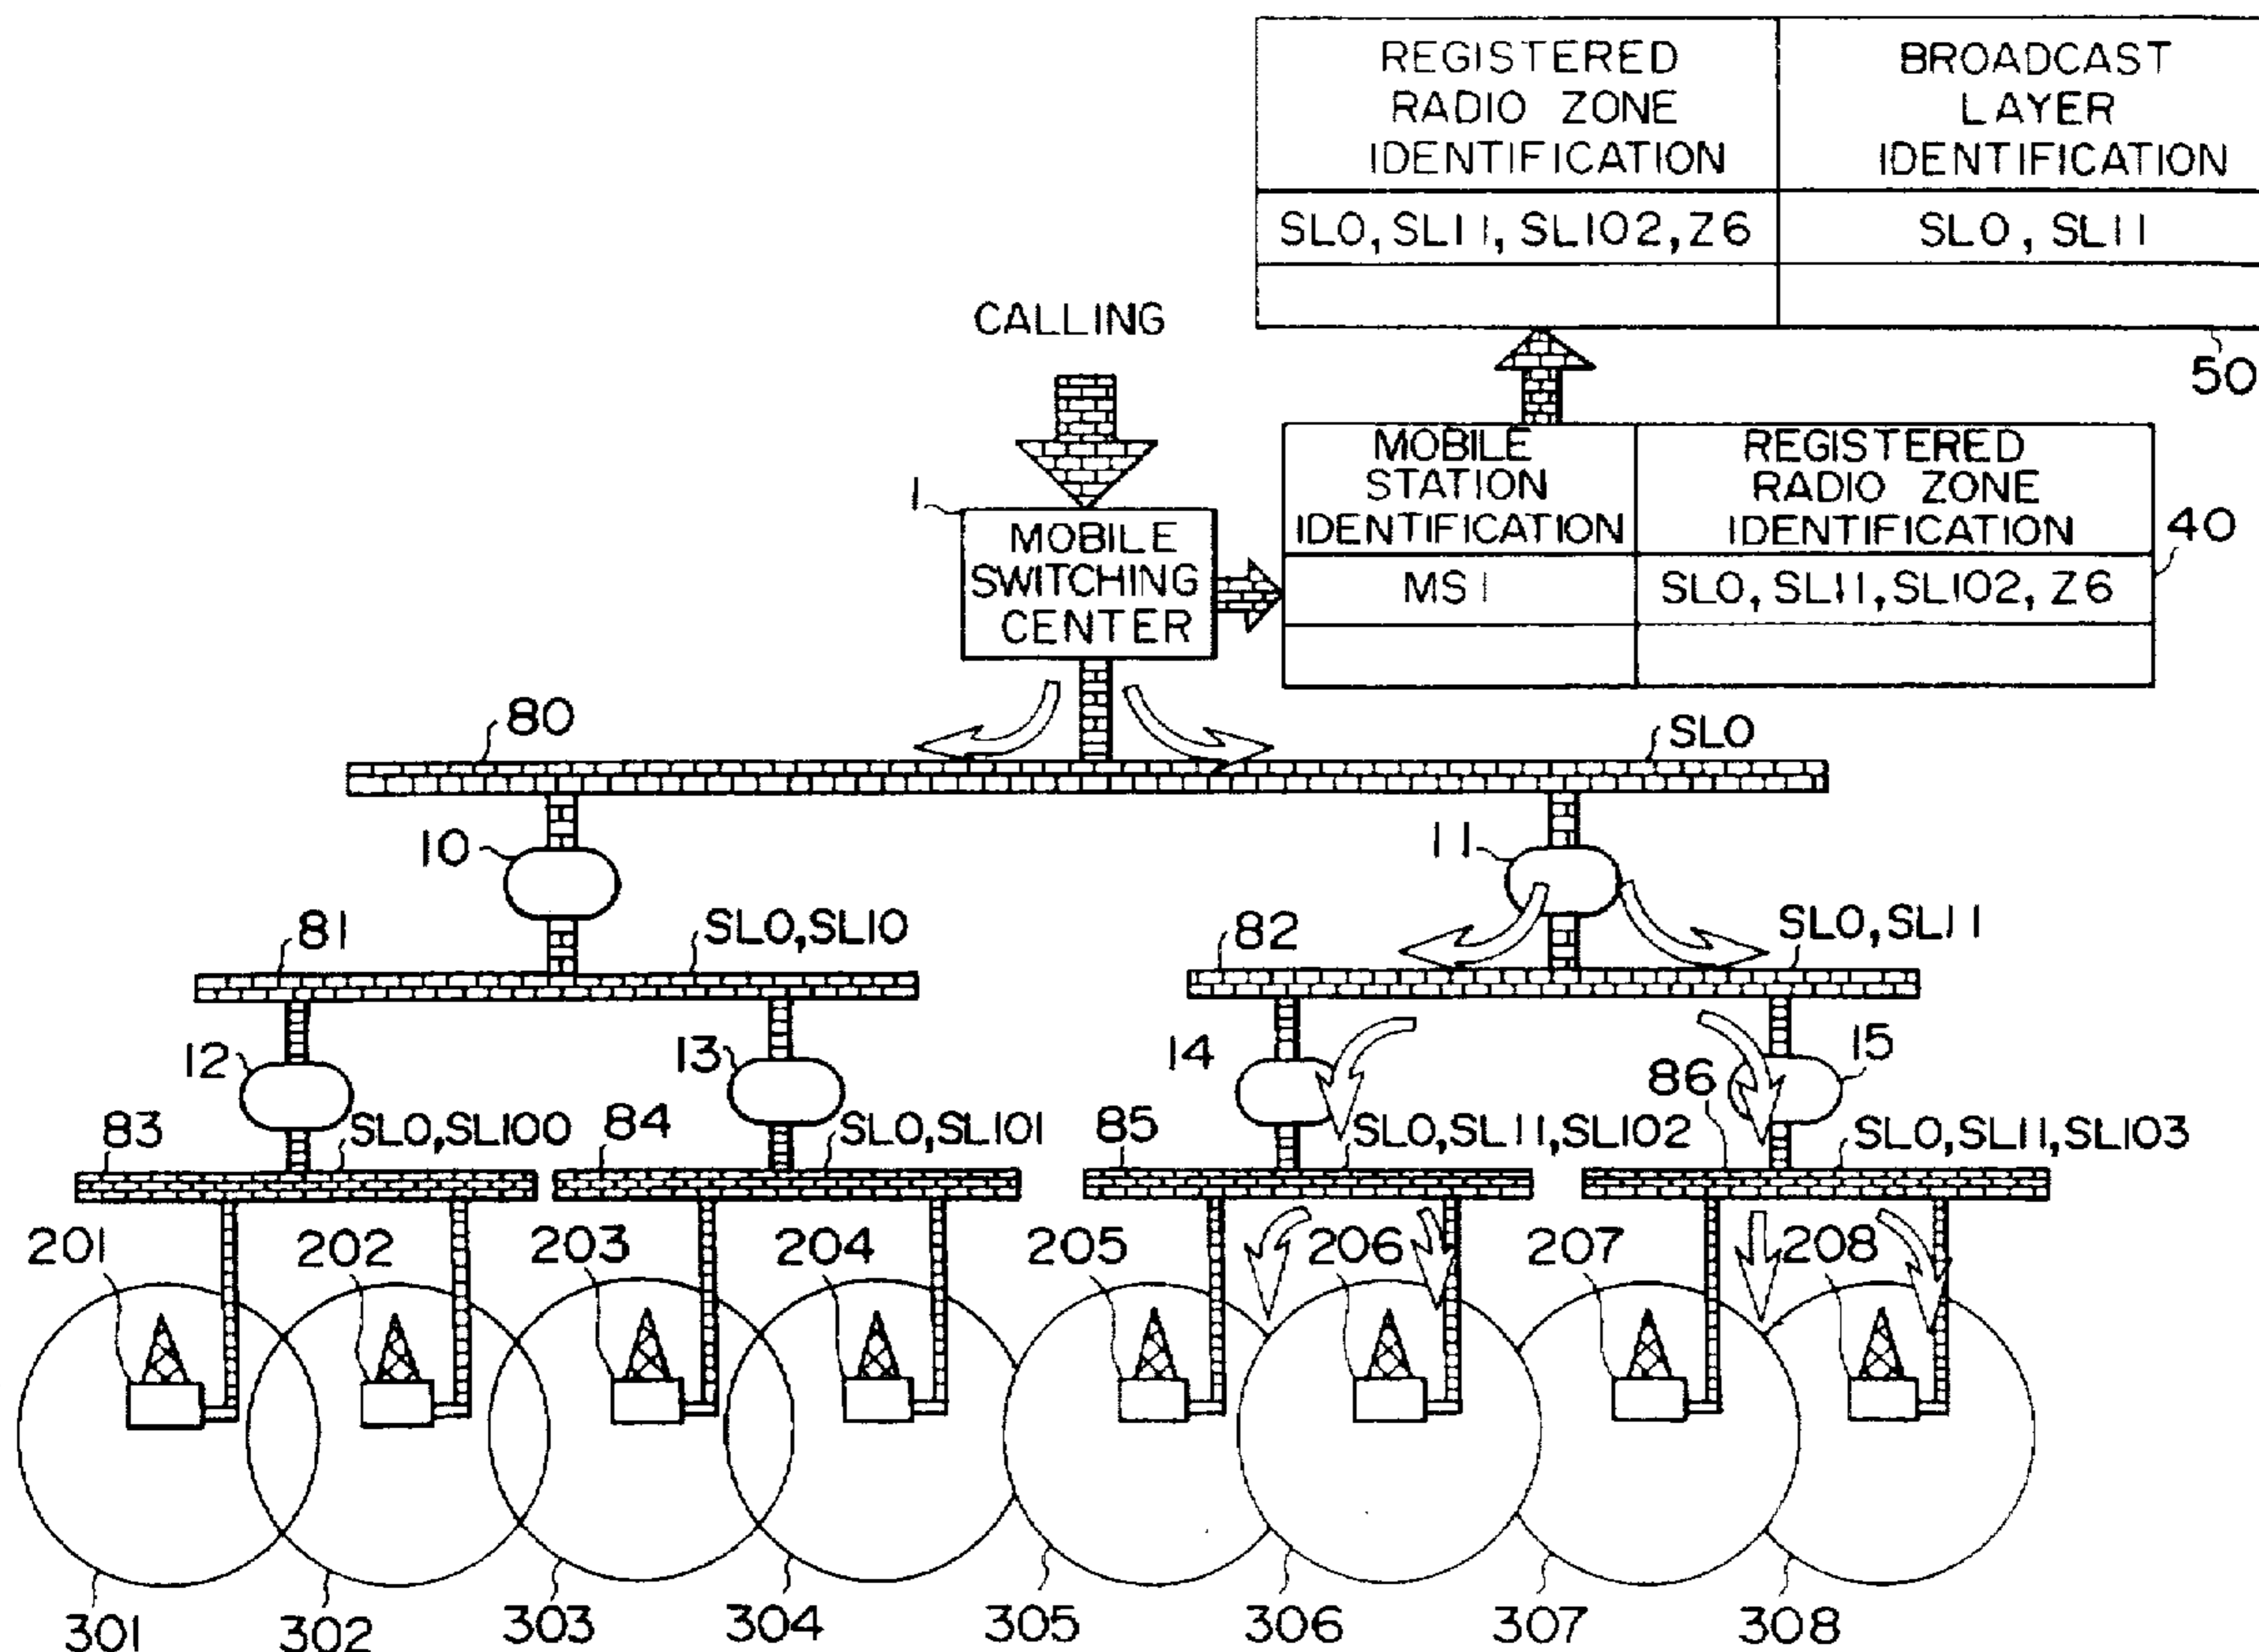 REGISTERED
RADIO ZONE
IDENTIFICATION
BROADCAST
LAYER
IDENTIFICATION
SL0, SL11, SL102, Z6
SL0, SL11
50
CALLING
MOBILE
STATION
IDENTIFICATION
REGISTERED
RADIO ZONE
IDENTIFICATION
MS1
SL0, SL11, SL102, Z6
40
1
MOBILE
SWITCHING
CENTER
80
SL0
10
11
81
SL0, SL10
82
SL0, SL11
12
13
14
15
83
SL0, SL100
84
SL0, SL101
85
SL0, SL11, SL102
86
SL0, SL11, SL103
201
202
203
204
205
206
207
208
301
302
303
304
305
306
307
308